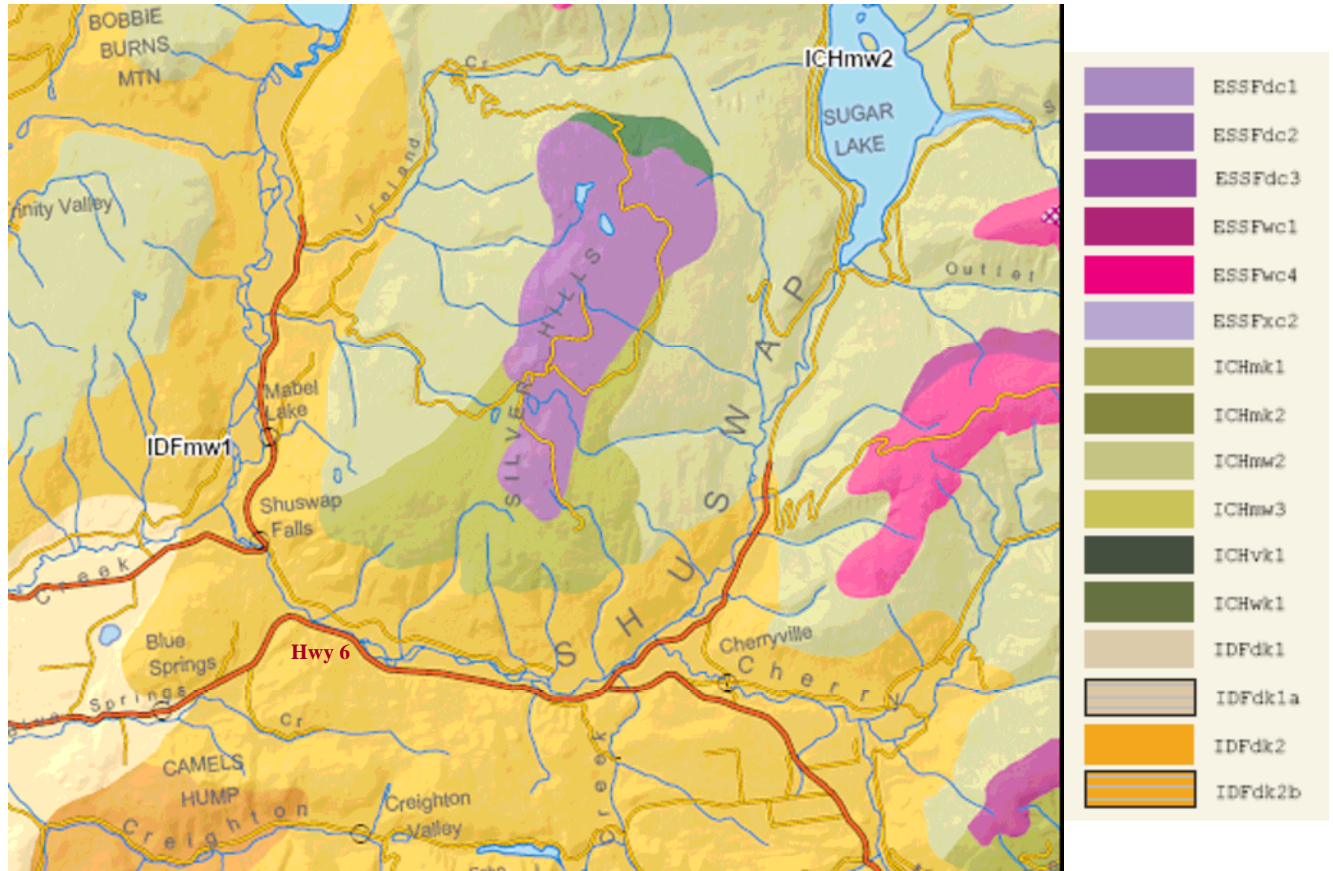 BOBBIE
BURNS
MTN
Cr
ICHmw2
SUGAR
LAKE
S
Ireland
rinity Valley
Outlet
SILVER HILLS
SHUSWAP
Mabel
Lake
IDFmw1
Shuswap
Falls
Creek
Blue
Springs
Hwy 6
Cherryville
Cherry
Springs
Cr
CAMELS
HUMP
Creighton
Creighton
Valley
Creek
ESSFdc1
ESSFdc2
ESSFdc3
ESSFwc1
ESSFwc4
ESSFxc2
ICHmk1
ICHmk2
ICHmw2
ICHmw3
ICHvk1
ICHwk1
IDFdk1
IDFdk1a
IDFdk2
IDFdk2b